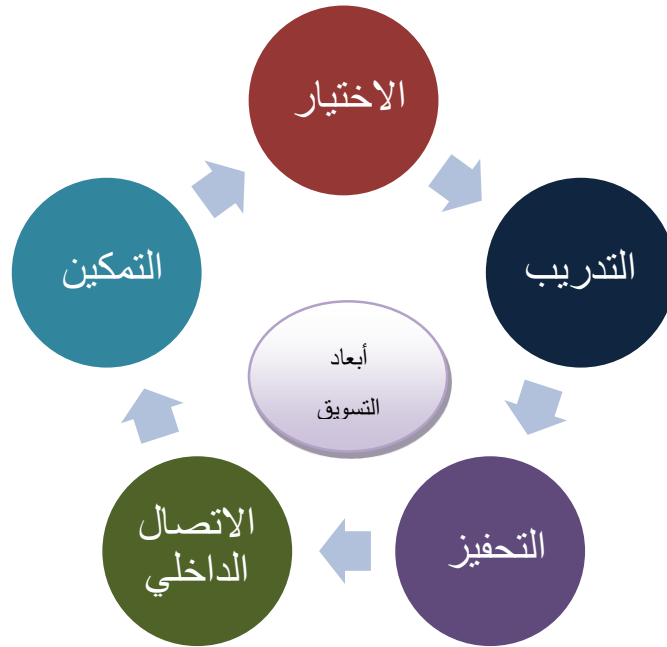 الاختيار
التدريب
التحفيز
الاتصال
الداخلي
التمكين
أبعاد
التسويق